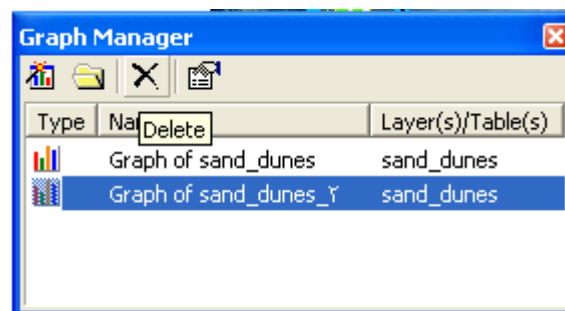 Graph Manager
Type Na Layer(s)/Table(s)
Delete
Graph of sand_dunes sand_dunes
Graph of sand_dunes_٢ sand_dunes